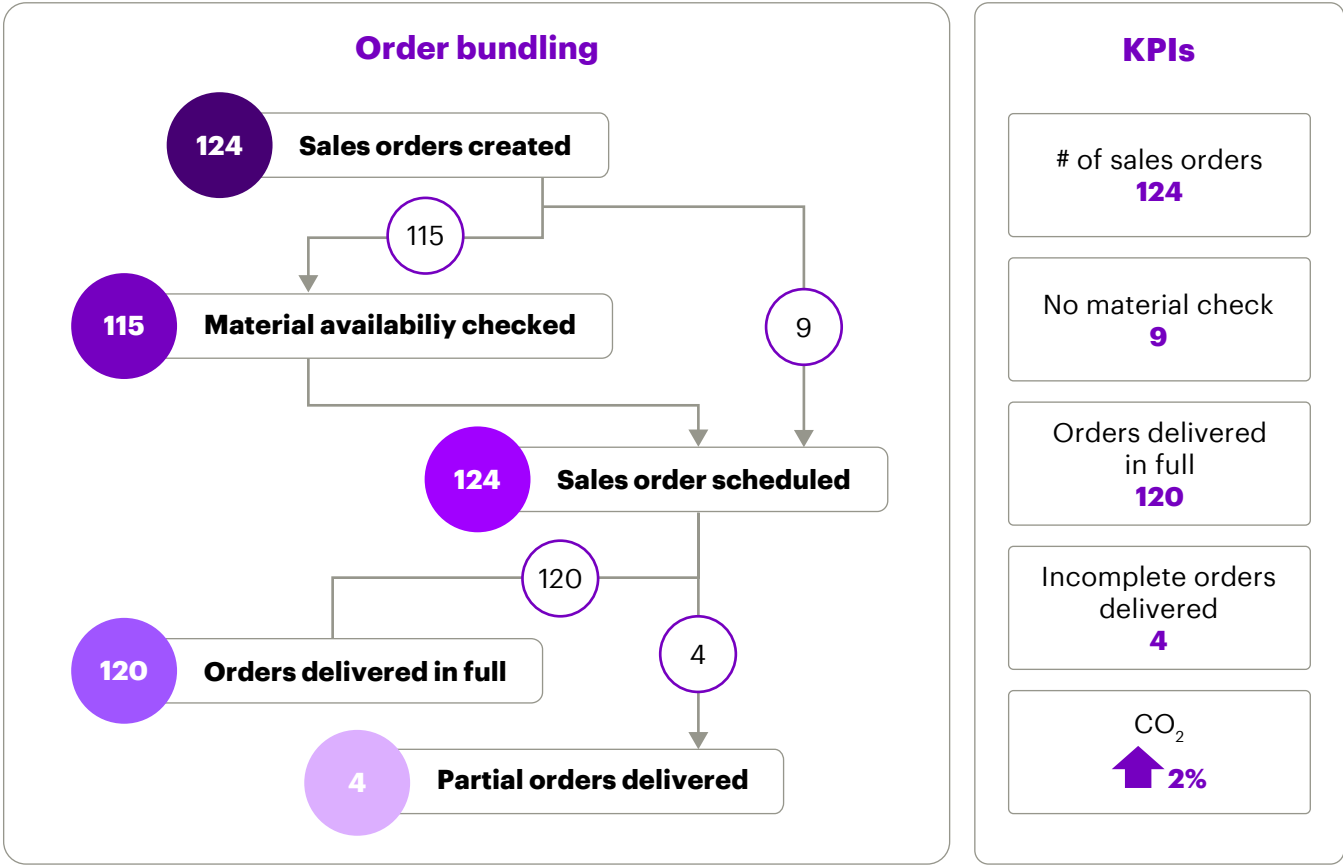 Order bundling
124
Sales orders created
115
9
115
Material availabiliy checked
124
Sales order scheduled
120
4
120
Orders delivered in full
4
Partial orders delivered
KPIs
# of sales orders
124
No material check
9
Orders delivered
in full
120
Incomplete orders
delivered
4
CO₂
2%